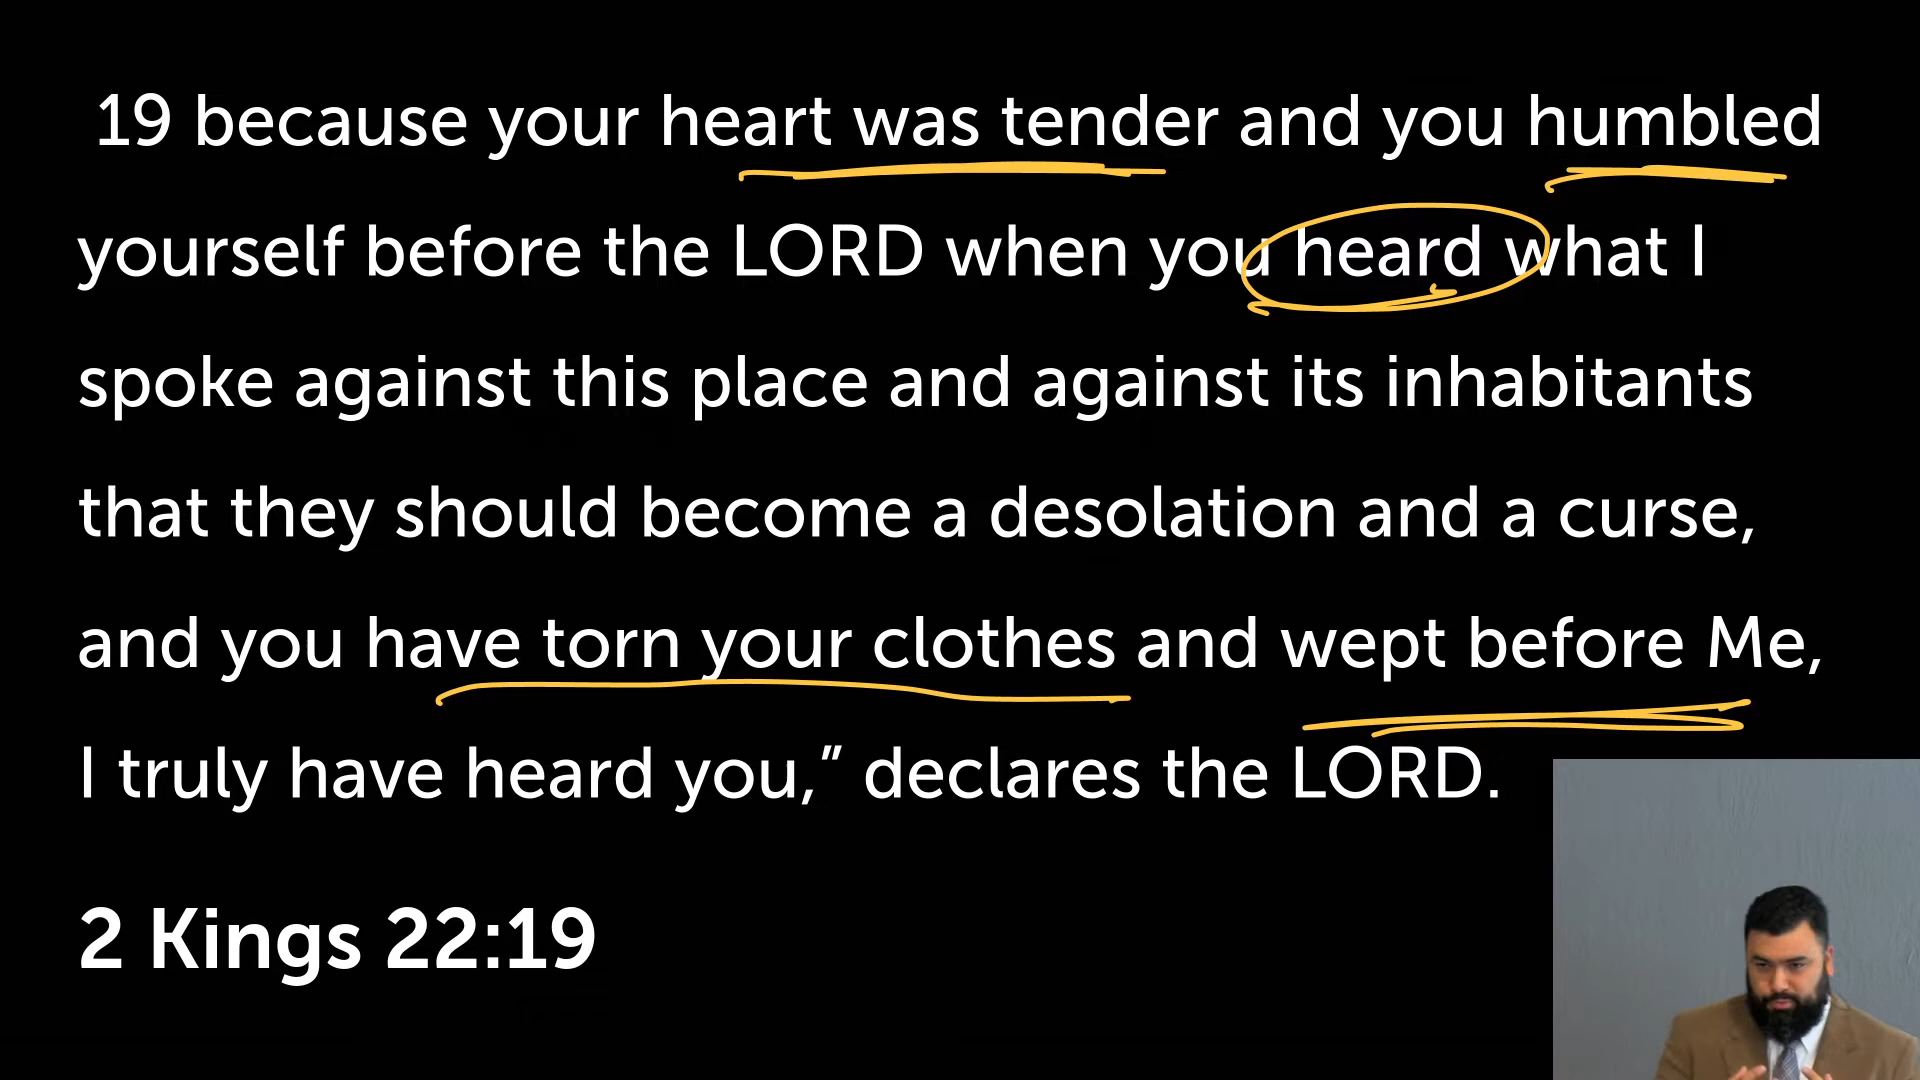 19 because your heart was tender and you humbled
yourself before the LORD when you heard what I
spoke against this place and against its inhabitants
that they should become a desolation and a curse,
and you have torn your clothes and wept before Me,
I truly have heard you,” declares the LORD.
2 Kings 22:19